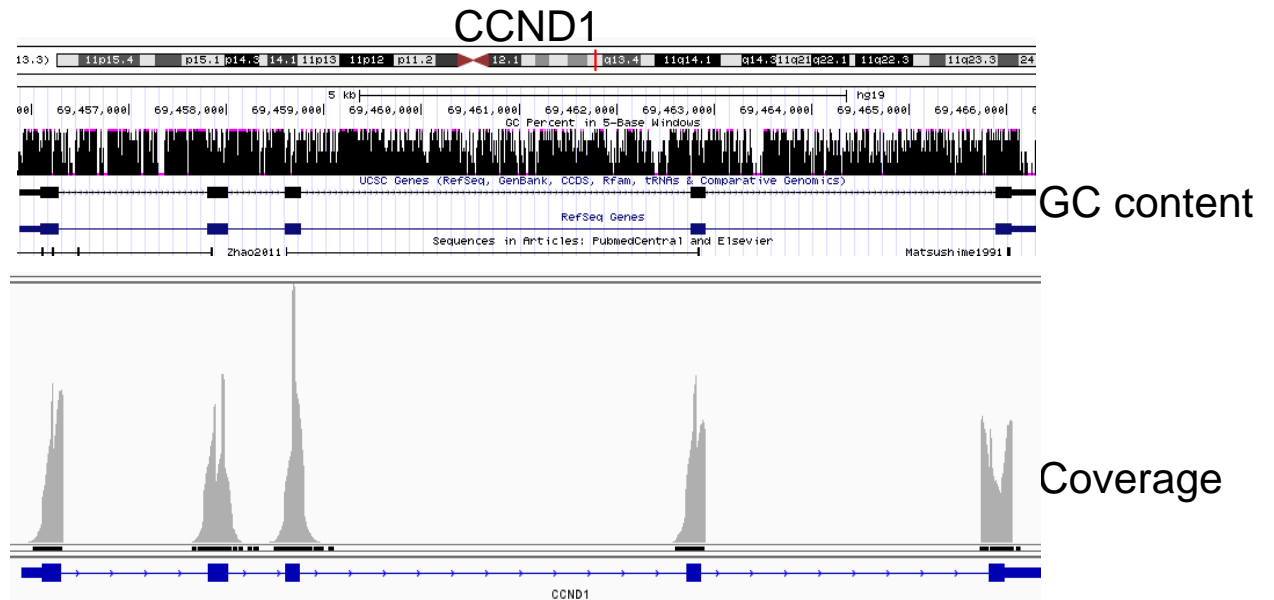 CCND1
13.3) 11p15.4 p15.1 p14.3 14.1 11p13 11p12 p11.2 12.1 q13.4 11q14.1 q14.3 11q21 q22.1 11q22.3 11q23.3 24
5 kb hg19
00| 69,457,000| 69,458,000| 69,459,000| 69,460,000| 69,461,000| 69,462,000| 69,463,000| 69,464,000| 69,465,000| 69,466,000| 6
GC Percent in 5-Base Windows
UCSC Genes (RefSeq, GenBank, CCDS, Rfam, tRNAs & Comparative Genomics)
GC content
RefSeq Genes
Sequences in Articles: PubmedCentral and Elsevier
Zhao2011 Matsushime1991
Coverage
CCND1